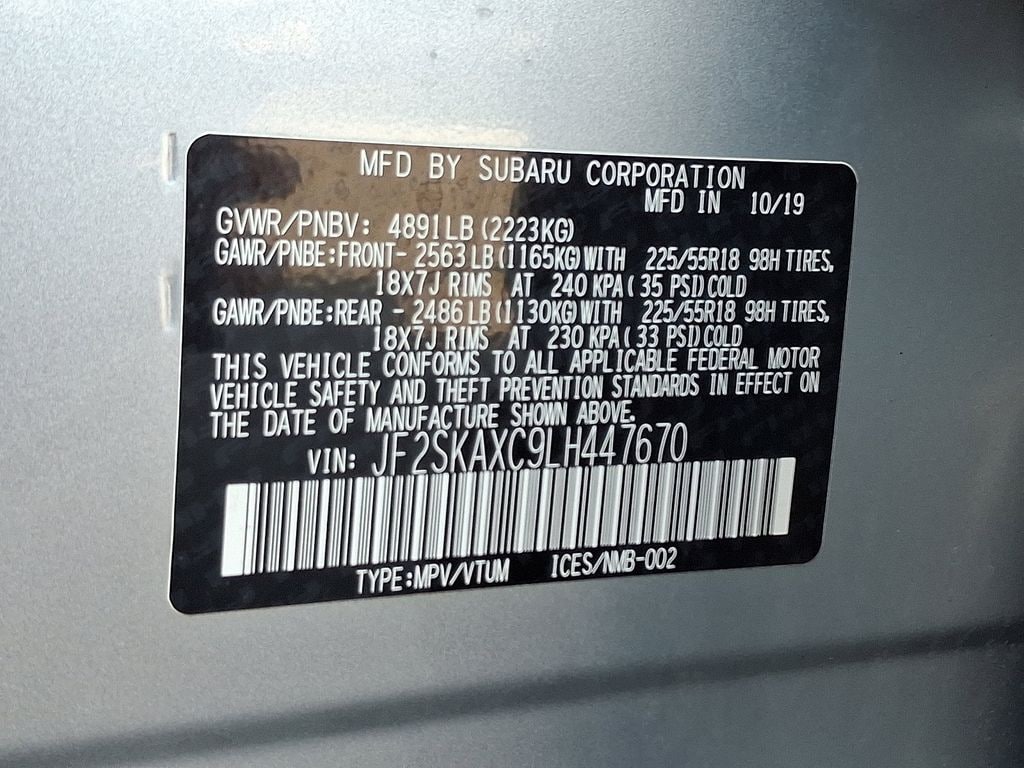 MFD BY SUBARU CORPORATION
MFD IN 10/19
GVWR/PNBV: 4891LB (2223KG)
GAWR/PNBE:FRONT- 2563LB(1165KG)WITH 225/55R18 98H TIRES,
18X7J RIMS AT 240 KPA( 35 PSI)COLD
GAWR/PNBE:REAR - 2486LB(1130KG)WITH 225/55R18 98H TIRES,
18X7J RIMS AT 230 KPA( 33 PSI)COLD
THIS VEHICLE CONFORMS TO ALL APPLICABLE FEDERAL MOTOR
VEHICLE SAFETY AND THEFT PREVENTION STANDARDS IN EFFECT ON
THE DATE OF MANUFACTURE SHOWN ABOVE.
VIN: JF2SKAXC9LH447670
TYPE:MPV/VTUM ICES/NMB-002